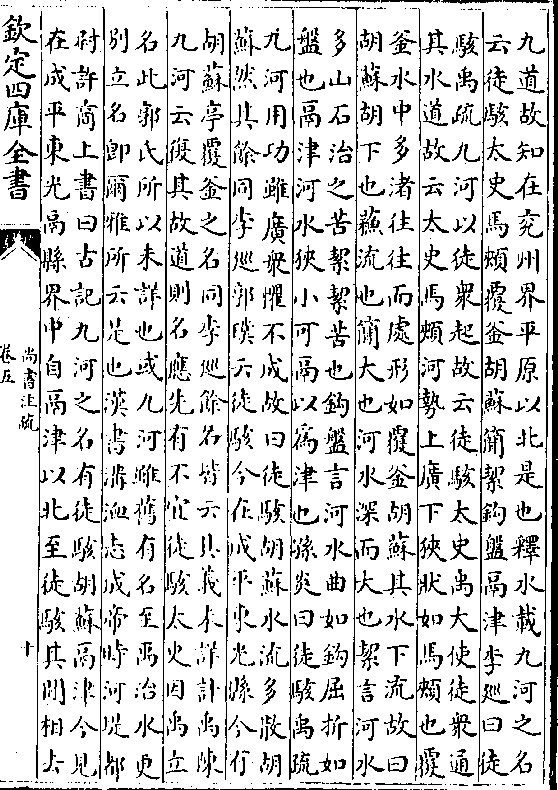 九道故知在兖州界平原以北是也釋水載九河之名
云徒駭太史馬頰覆釜胡蘇簡絜鉤盤鬲津李廵曰徒
駭禹疏九河以徒衆起故云徒駭太史禹大使徒衆通
其水道故云太史馬頰河勢上廣下狹狀如馬頰也覆
釜水中多渚往往而處形如覆釜胡蘇其水下流故曰
胡蘇胡下也蘇流也簡大也河水深而大也絜言河水
多山石治之苦絜絜苦也鉤盤言河水曲如鉤屈折如
盤也鬲津河水狹小可鬲以為津也孫炎曰徒駭禹疏
九河用功雖廣衆懼不成故曰徒駭胡蘇水流多散胡
蘇然其餘同李廵郭璞云徒駭今在成平東光縣今有
胡蘇亭覆釜之名同李廵餘名皆云其義未詳計禹陳
九河云復其故道則名應先有不宜徒駭太史因禹立
名此郭氏所以未詳也或九河雖舊有名至禹治水更
別立名即爾雅所云是也漢書溝洫志成帝時河堤都
尉許商上書曰古記九河之名有徒駭胡蘇鬲津今見
在成平東光鬲縣界中自鬲津以北至徒駭其間相去
欽定四庫全書
尚書注疏
卷五
十